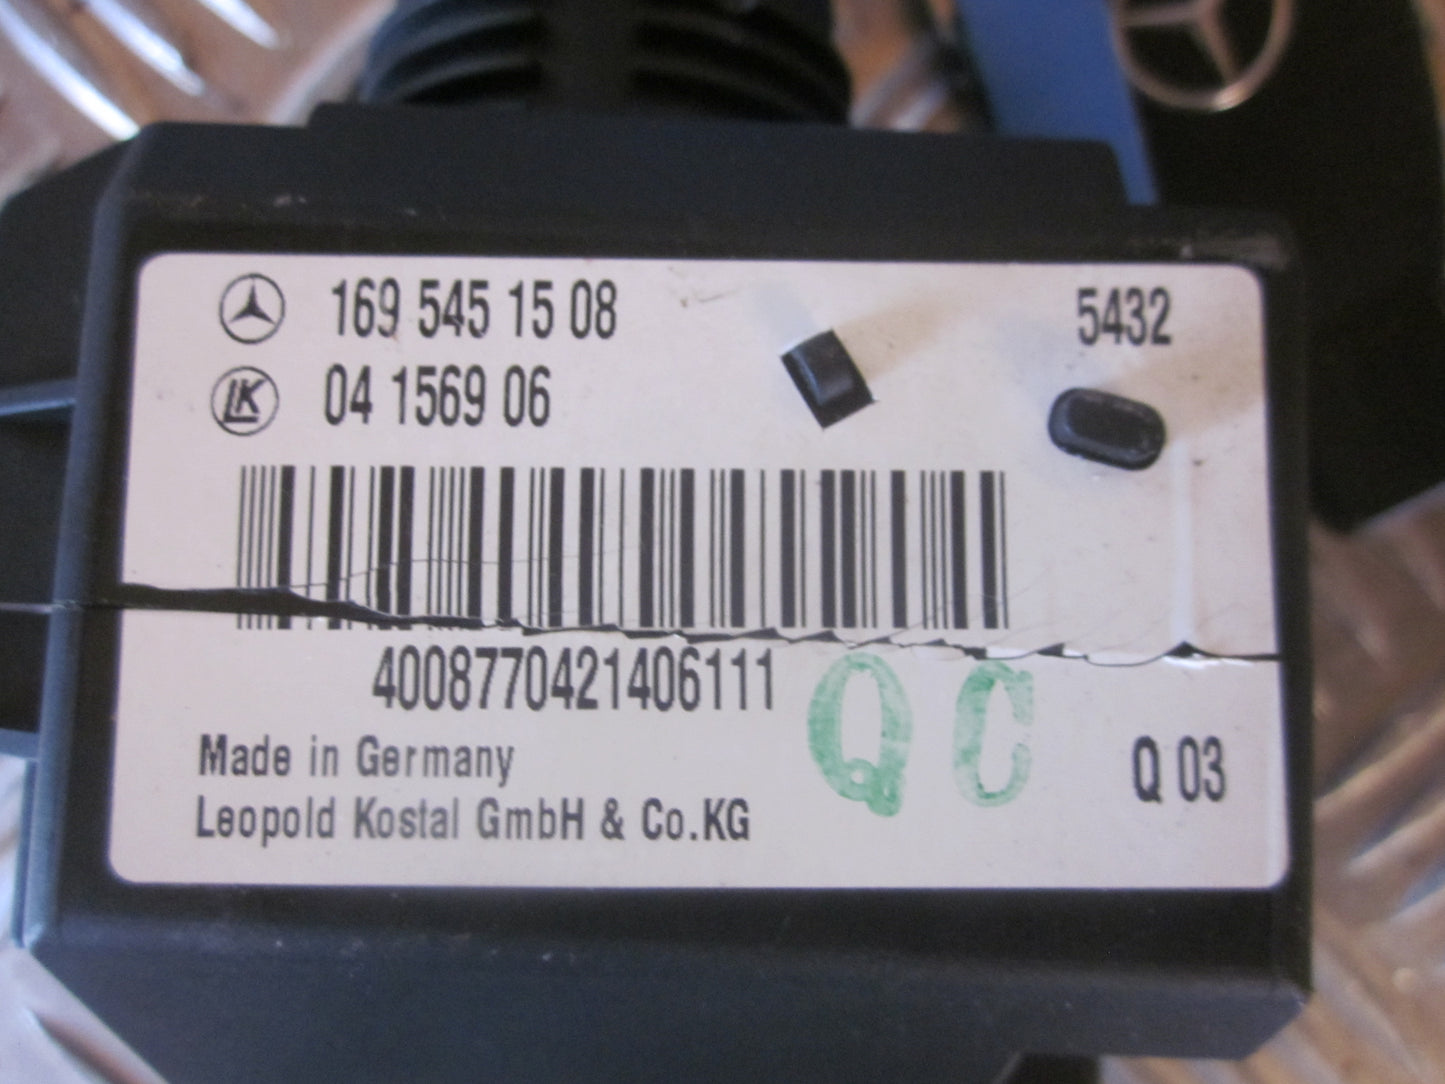 169 545 15 08
5432
LK
04 1569 06
4008770421406111
QC
Made in Germany
Q 03
Leopold Kostal GmbH & Co.KG